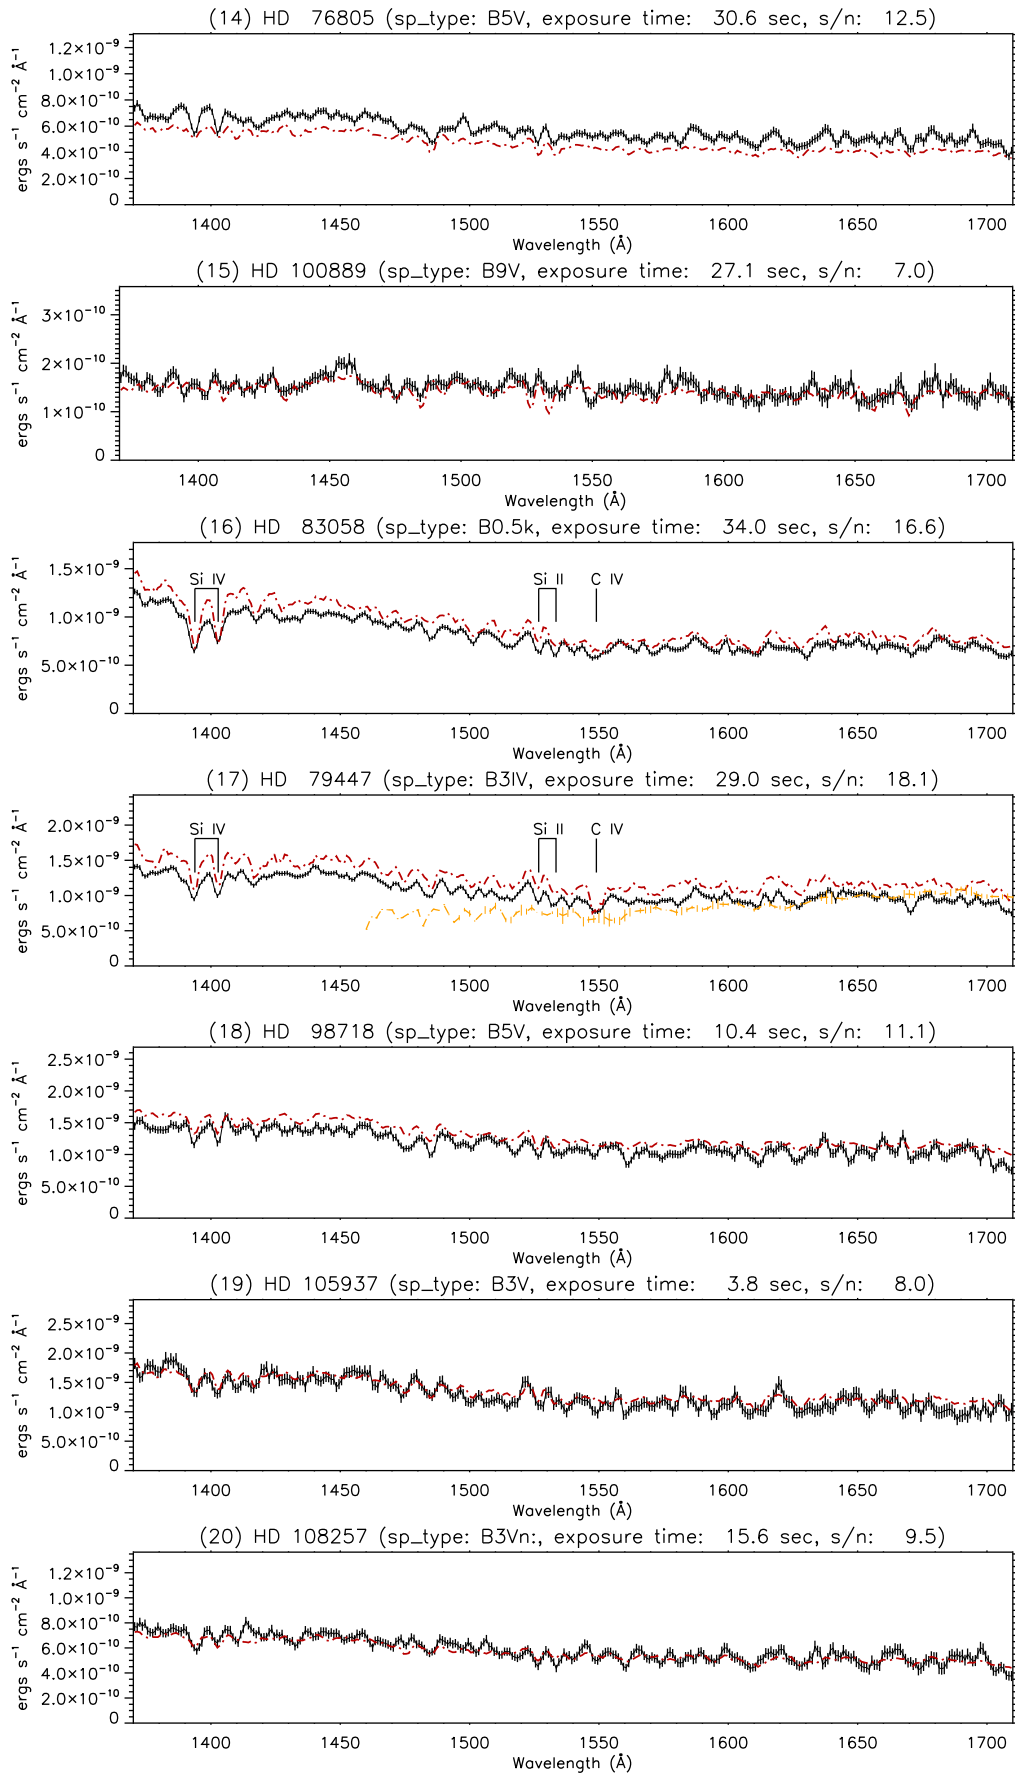 (14) HD 76805 (sp_type: B5V, exposure time: 30.6 sec, s/n: 12.5)
ergs s⁻¹ cm⁻² Å⁻¹
1.2×10⁻⁹
1.0×10⁻⁹
8.0×10⁻¹⁰
6.0×10⁻¹⁰
4.0×10⁻¹⁰
2.0×10⁻¹⁰
0
1400 1450 1500 1550 1600 1650 1700
Wavelength (Å)
(15) HD 100889 (sp_type: B9V, exposure time: 27.1 sec, s/n: 7.0)
ergs s⁻¹ cm⁻² Å⁻¹
3×10⁻¹⁰
2×10⁻¹⁰
1×10⁻¹⁰
0
1400 1450 1500 1550 1600 1650 1700
Wavelength (Å)
(16) HD 83058 (sp_type: B0.5k, exposure time: 34.0 sec, s/n: 16.6)
ergs s⁻¹ cm⁻² Å⁻¹
1.5×10⁻⁹
1.0×10⁻⁹
5.0×10⁻¹⁰
0
Si IV Si II C IV
1400 1450 1500 1550 1600 1650 1700
Wavelength (Å)
(17) HD 79447 (sp_type: B3IV, exposure time: 29.0 sec, s/n: 18.1)
ergs s⁻¹ cm⁻² Å⁻¹
2.0×10⁻⁹
1.5×10⁻⁹
1.0×10⁻⁹
5.0×10⁻¹⁰
0
Si IV Si II C IV
1400 1450 1500 1550 1600 1650 1700
Wavelength (Å)
(18) HD 98718 (sp_type: B5V, exposure time: 10.4 sec, s/n: 11.1)
ergs s⁻¹ cm⁻² Å⁻¹
2.5×10⁻⁹
2.0×10⁻⁹
1.5×10⁻⁹
1.0×10⁻⁹
5.0×10⁻¹⁰
0
1400 1450 1500 1550 1600 1650 1700
Wavelength (Å)
(19) HD 105937 (sp_type: B3V, exposure time: 3.8 sec, s/n: 8.0)
ergs s⁻¹ cm⁻² Å⁻¹
2.5×10⁻⁹
2.0×10⁻⁹
1.5×10⁻⁹
1.0×10⁻⁹
5.0×10⁻¹⁰
0
1400 1450 1500 1550 1600 1650 1700
Wavelength (Å)
(20) HD 108257 (sp_type: B3Vn:, exposure time: 15.6 sec, s/n: 9.5)
ergs s⁻¹ cm⁻² Å⁻¹
1.2×10⁻⁹
1.0×10⁻⁹
8.0×10⁻¹⁰
6.0×10⁻¹⁰
4.0×10⁻¹⁰
2.0×10⁻¹⁰
0
1400 1450 1500 1550 1600 1650 1700
Wavelength (Å)